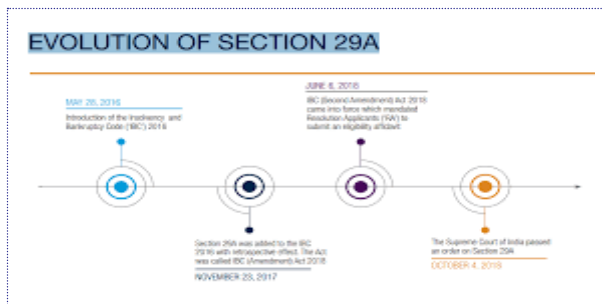 EVOLUTION OF SECTION 29A
MAY 28, 2016
Introduction of the Insolvency and
Bankruptcy Code ('IBC') 2016
JUNE 6, 2018
IBC (Second Amendment) Act 2018
came into force which mandated
Resolution Applicants ('RA') to
submit an eligibility affidavit
Section 29A was added to the IBC
2016 with retrospective effect. The Act
was called IBC (Amendment) Act 2018
NOVEMBER 23, 2017
The Supreme Court of India passed
an order on Section 29A
OCTOBER 4, 2018